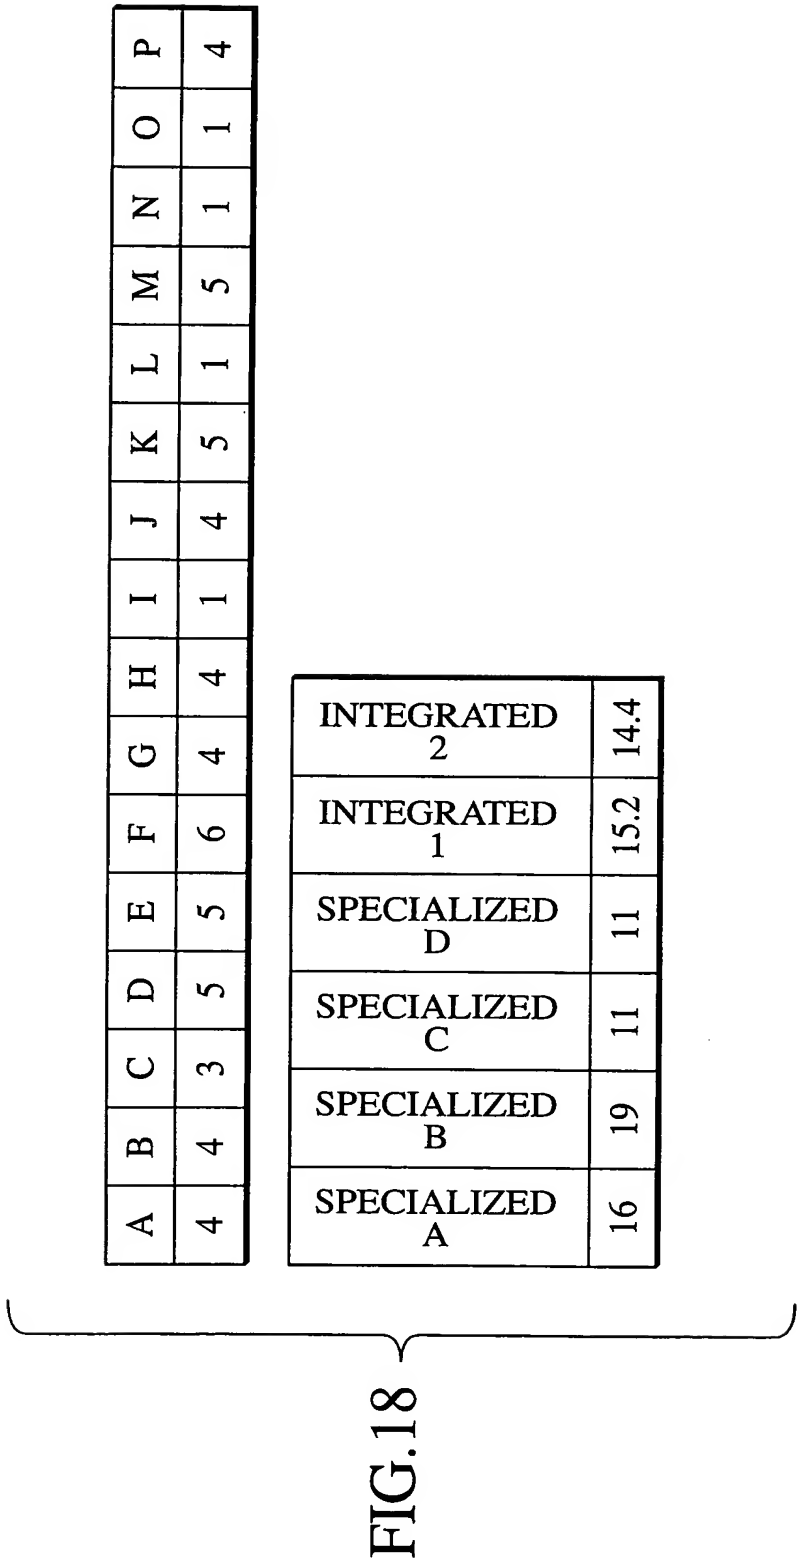 FIG.18
A B C D E F G H I J K L M N O P
4 4 3 5 5 6 4 4 1 4 5 1 5 1 1 4
SPECIALIZED A SPECIALIZED B SPECIALIZED C SPECIALIZED D INTEGRATED 1 INTEGRATED 2
16 19 11 11 15.2 14.4